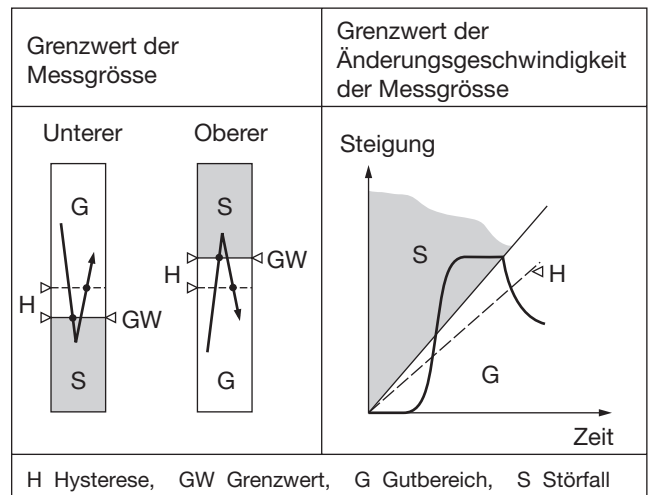 Grenzwert der
Messgrösse
Grenzwert der
Änderungsgeschwindigkeit
der Messgrösse
Unterer
Oberer
G
H
GW
S
S
GW
H
G
Steigung
S
H
G
Zeit
H Hysterese, GW Grenzwert, G Gutbereich, S Störfall